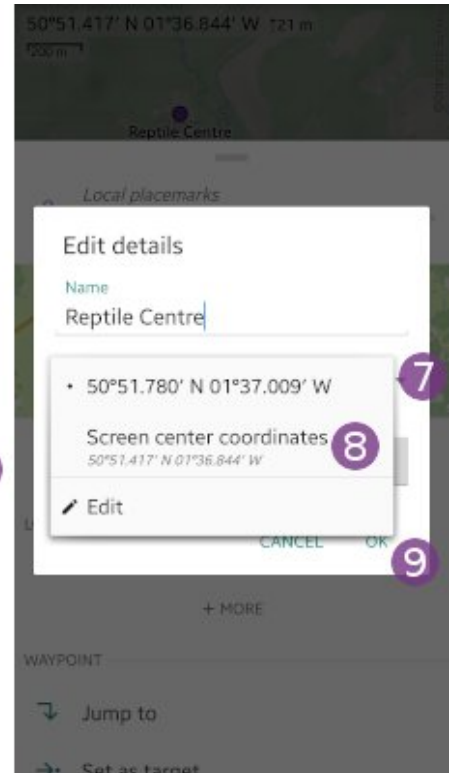 50°51.417′ N 01°36.844′ W ↑21 m
200 m
Reptile Centre
Local placemarks
Edit details
Name
Reptile Centre
• 50°51.780′ N 01°37.009′ W
7
Screen center coordinates
8
50°51.417′ N 01°36.844′ W
Edit
CANCEL OK
9
+ MORE
WAYPOINT
Jump to
Set as target